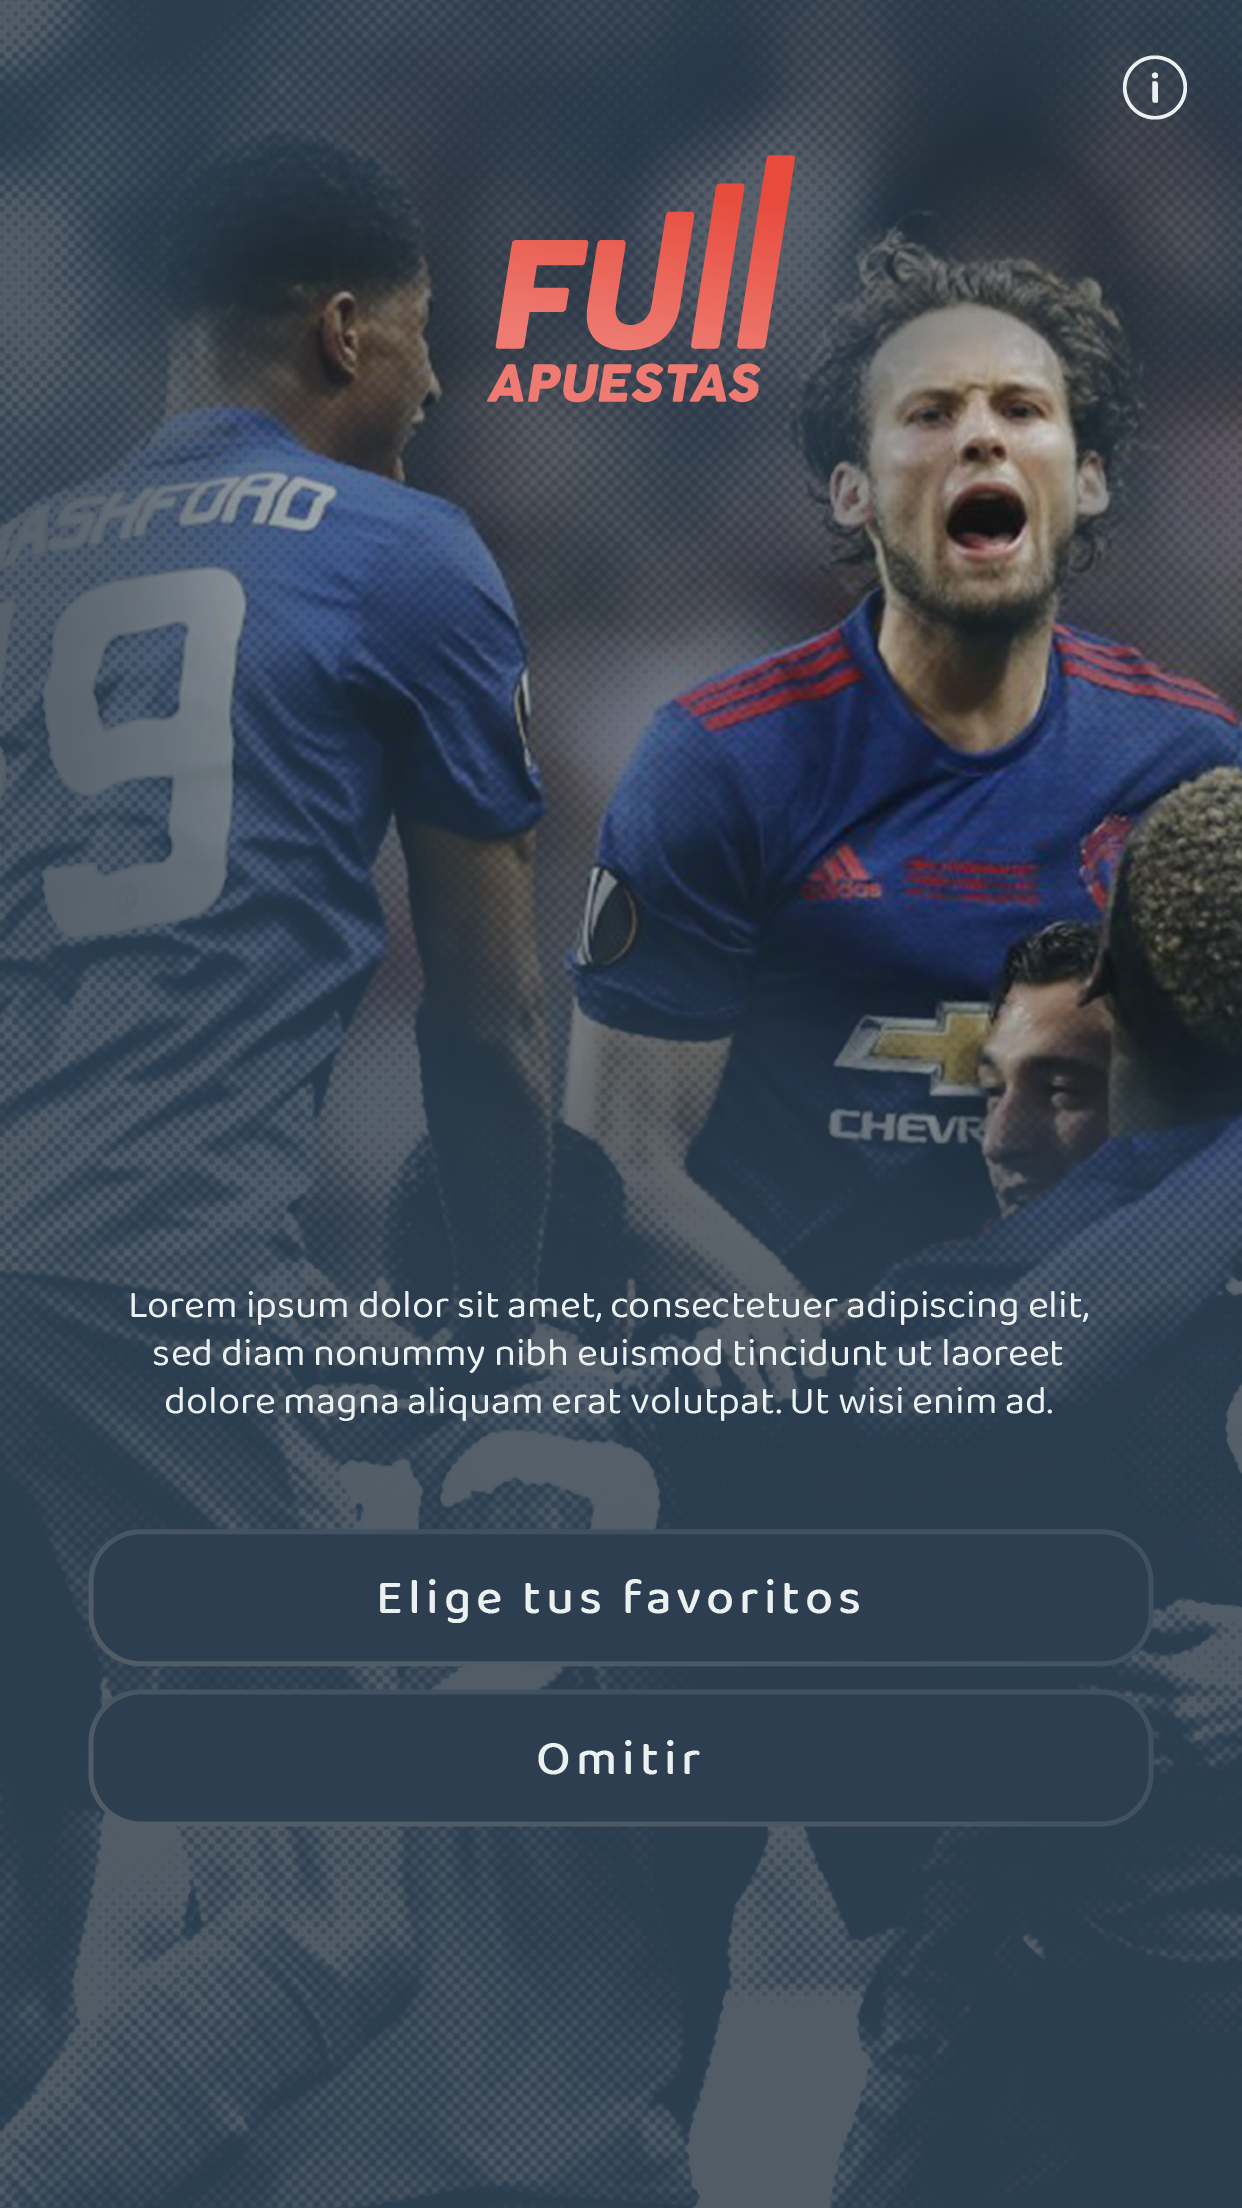 i
FUll
APUESTAS
ASHFORD
9
adidas
CHEVR
Lorem ipsum dolor sit amet, consectetuer adipiscing elit,
sed diam nonummy nibh euismod tincidunt ut laoreet
dolore magna aliquam erat volutpat. Ut wisi enim ad.
Elige tus favoritos
Omitir